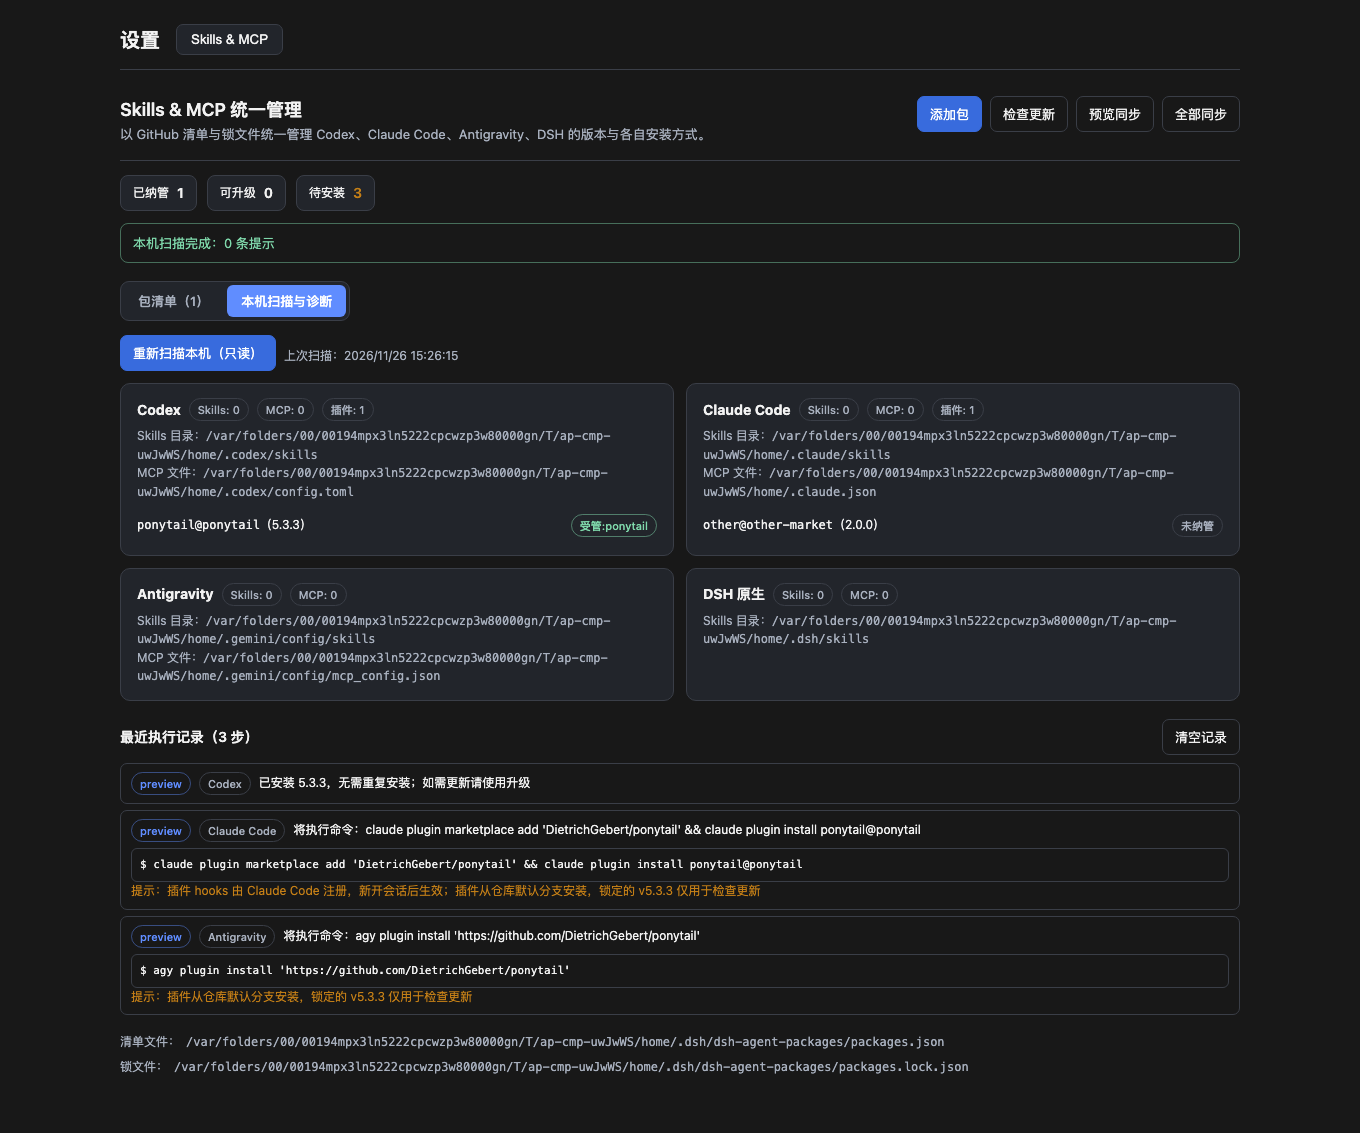 设置 Skills & MCP
Skills & MCP 统一管理
以 GitHub 清单与锁文件统一管理 Codex、Claude Code、Antigravity、DSH 的版本与各自安装方式。
添加包 检查更新 预览同步 全部同步
已纳管 1 可升级 0 待安装 3
本机扫描完成：0 条提示
包清单（1） 本机扫描与诊断
重新扫描本机（只读） 上次扫描：2026/11/26 15:26:15
Codex Skills: 0 MCP: 0 插件: 1
Skills 目录：/var/folders/00/00194mpx3ln5222cpcwzp3w80000gn/T/ap-cmp-
uwJwWS/home/.codex/skills
MCP 文件：/var/folders/00/00194mpx3ln5222cpcwzp3w80000gn/T/ap-cmp-
uwJwWS/home/.codex/config.toml
ponytail@ponytail (5.3.3) 受管:ponytail
Claude Code Skills: 0 MCP: 0 插件: 1
Skills 目录：/var/folders/00/00194mpx3ln5222cpcwzp3w80000gn/T/ap-cmp-
uwJwWS/home/.claude/skills
MCP 文件：/var/folders/00/00194mpx3ln5222cpcwzp3w80000gn/T/ap-cmp-
uwJwWS/home/.claude.json
other@other-market (2.0.0) 未纳管
Antigravity Skills: 0 MCP: 0
Skills 目录：/var/folders/00/00194mpx3ln5222cpcwzp3w80000gn/T/ap-cmp-
uwJwWS/home/.gemini/config/skills
MCP 文件：/var/folders/00/00194mpx3ln5222cpcwzp3w80000gn/T/ap-cmp-
uwJwWS/home/.gemini/config/mcp_config.json
DSH 原生 Skills: 0 MCP: 0
Skills 目录：/var/folders/00/00194mpx3ln5222cpcwzp3w80000gn/T/ap-cmp-
uwJwWS/home/.dsh/skills
最近执行记录（3 步） 清空记录
preview Codex 已安装 5.3.3，无需重复安装；如需更新请使用升级
preview Claude Code 将执行命令：claude plugin marketplace add 'DietrichGebert/ponytail' && claude plugin install ponytail@ponytail
$ claude plugin marketplace add 'DietrichGebert/ponytail' && claude plugin install ponytail@ponytail
提示：插件 hooks 由 Claude Code 注册，新开会话后生效；插件从仓库默认分支安装，锁定的 v5.3.3 仅用于检查更新
preview Antigravity 将执行命令：agy plugin install 'https://github.com/DietrichGebert/ponytail'
$ agy plugin install 'https://github.com/DietrichGebert/ponytail'
提示：插件从仓库默认分支安装，锁定的 v5.3.3 仅用于检查更新
清单文件： /var/folders/00/00194mpx3ln5222cpcwzp3w80000gn/T/ap-cmp-uwJwWS/home/.dsh/dsh-agent-packages/packages.json
锁文件： /var/folders/00/00194mpx3ln5222cpcwzp3w80000gn/T/ap-cmp-uwJwWS/home/.dsh/dsh-agent-packages/packages.lock.json